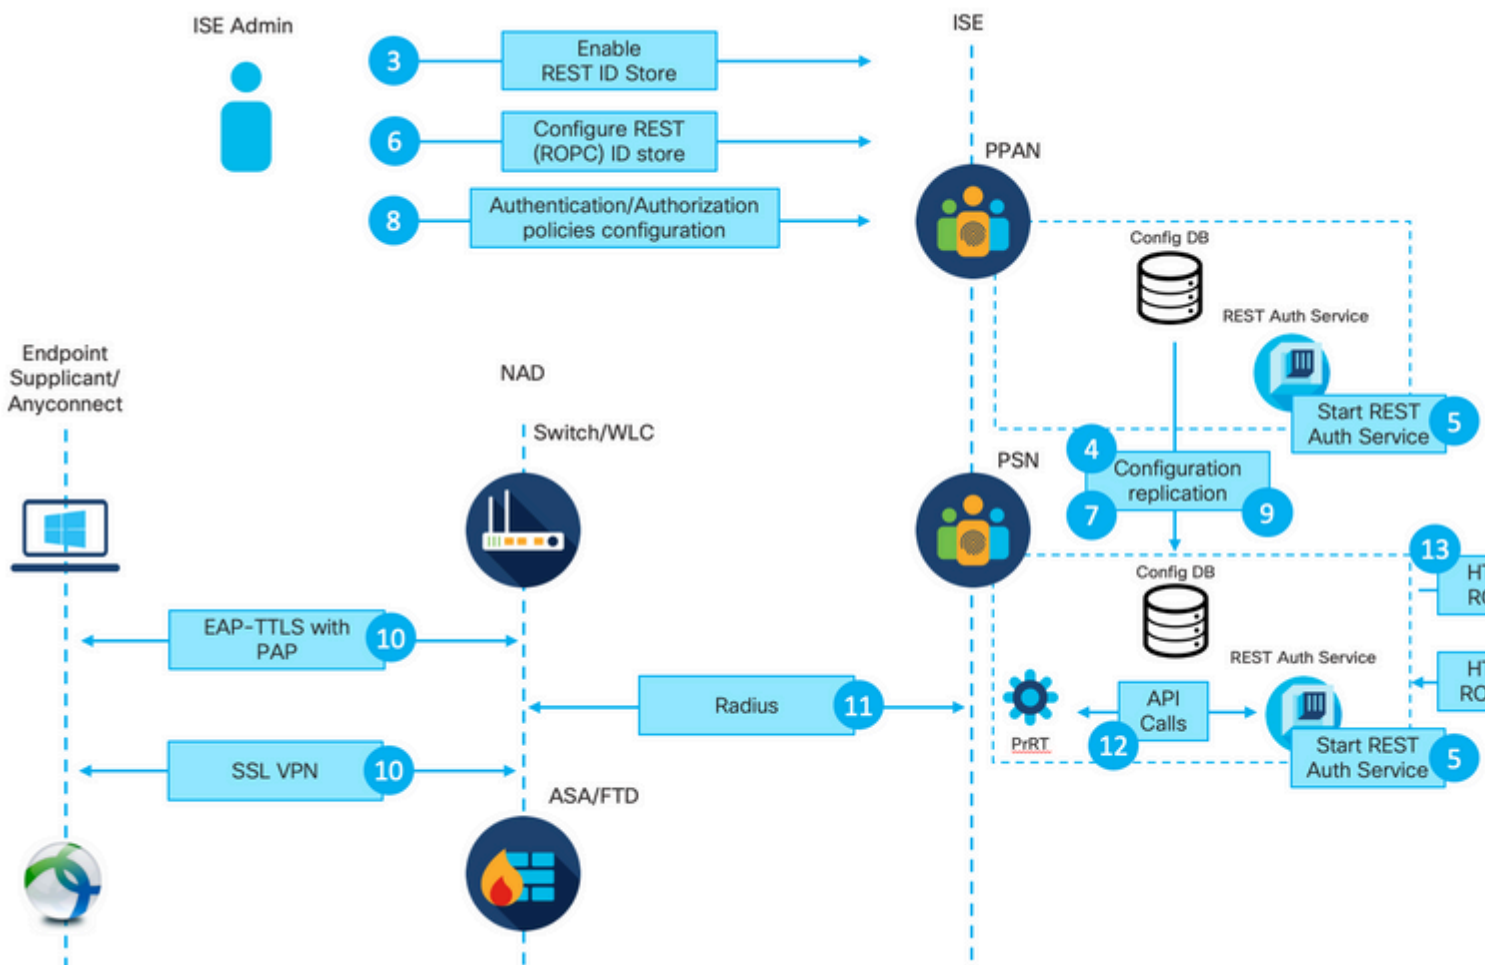 ISE Admin
ISE
3
Enable
REST ID Store
6
Configure REST
(ROPC) ID store
PPAN
8
Authentication/Authorization
policies configuration
Config DB
REST Auth Service
Start REST
Auth Service
5
Endpoint
Supplicant/
Anyconnect
NAD
Switch/WLC
4
PSN
Configuration
replication
7
9
13
Config DB
EAP-TTLS with
PAP
10
REST Auth Service
Radius
11
PrRT
API
Calls
12
Start REST
Auth Service
5
SSL VPN
10
ASA/FTD